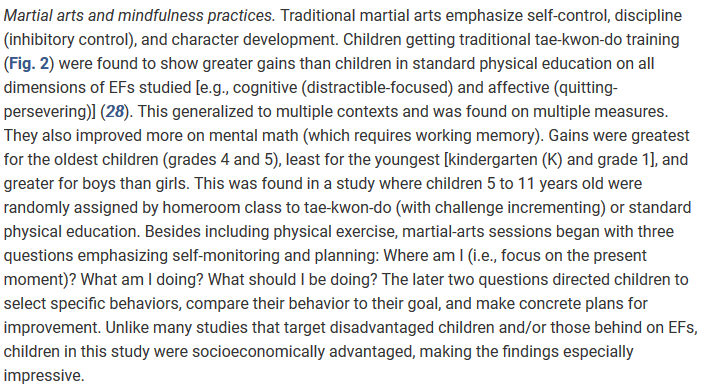 Martial arts and mindfulness practices. Traditional martial arts emphasize self-control, discipline
(inhibitory control), and character development. Children getting traditional tae-kwon-do training
(Fig. 2) were found to show greater gains than children in standard physical education on all
dimensions of EFs studied [e.g., cognitive (distractible-focused) and affective (quitting-
persevering)] (28). This generalized to multiple contexts and was found on multiple measures.
They also improved more on mental math (which requires working memory). Gains were greatest
for the oldest children (grades 4 and 5), least for the youngest [kindergarten (K) and grade 1], and
greater for boys than girls. This was found in a study where children 5 to 11 years old were
randomly assigned by homeroom class to tae-kwon-do (with challenge incrementing) or standard
physical education. Besides including physical exercise, martial-arts sessions began with three
questions emphasizing self-monitoring and planning: Where am I (i.e., focus on the present
moment)? What am I doing? What should I be doing? The later two questions directed children to
select specific behaviors, compare their behavior to their goal, and make concrete plans for
improvement. Unlike many studies that target disadvantaged children and/or those behind on EFs,
children in this study were socioeconomically advantaged, making the findings especially
impressive.